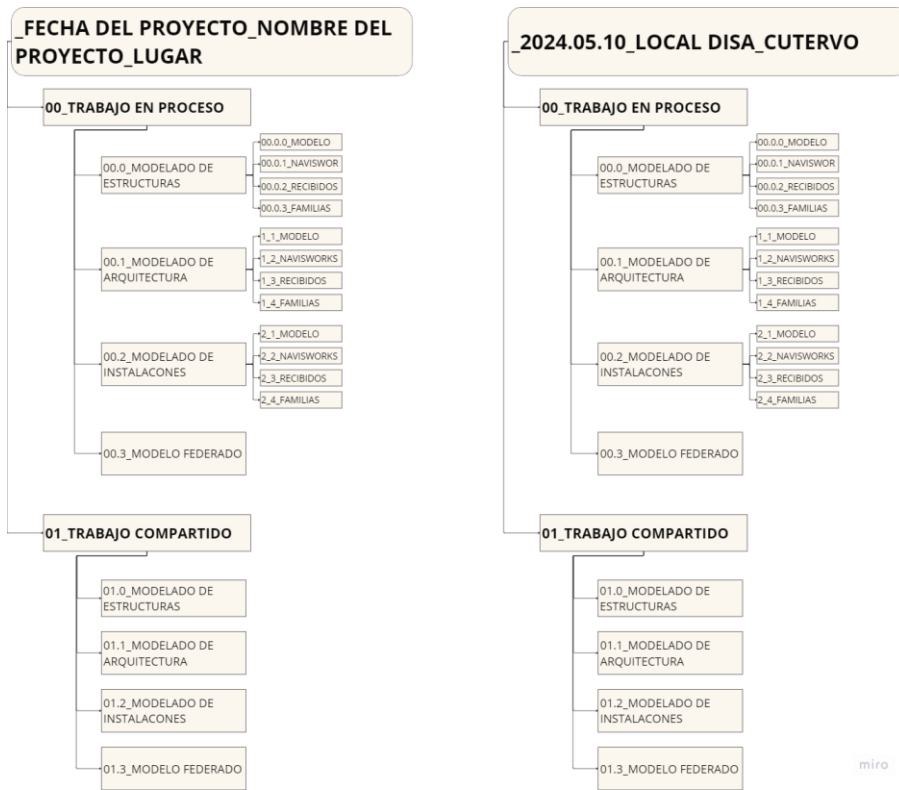 _FECHA DEL PROYECTO_NOMBRE DEL
PROYECTO_LUGAR
00_TRABAJO EN PROCESO
00.0_MODELADO DE
ESTRUCTURAS
00.0.0_MODELO
00.0.1_NAVISWOR
00.0.2_RECIBIDOS
00.0.3_FAMILIAS
00.1_MODELADO DE
ARQUITECTURA
1_1_MODELO
1_2_NAVISWORKS
1_3_RECIBIDOS
1_4_FAMILIAS
00.2_MODELADO DE
INSTALACONES
2_1_MODELO
2_2_NAVISWORKS
2_3_RECIBIDOS
2_4_FAMILIAS
00.3_MODELO FEDERADO
01_TRABAJO COMPARTIDO
01.0_MODELADO DE
ESTRUCTURAS
01.1_MODELADO DE
ARQUITECTURA
01.2_MODELADO DE
INSTALACONES
01.3_MODELO FEDERADO
_2024.05.10_LOCAL DISA_CUTERVO
00_TRABAJO EN PROCESO
00.0_MODELADO DE
ESTRUCTURAS
00.0.0_MODELO
00.0.1_NAVISWOR
00.0.2_RECIBIDOS
00.0.3_FAMILIAS
00.1_MODELADO DE
ARQUITECTURA
1_1_MODELO
1_2_NAVISWORKS
1_3_RECIBIDOS
1_4_FAMILIAS
00.2_MODELADO DE
INSTALACONES
2_1_MODELO
2_2_NAVISWORKS
2_3_RECIBIDOS
2_4_FAMILIAS
00.3_MODELO FEDERADO
01_TRABAJO COMPARTIDO
01.0_MODELADO DE
ESTRUCTURAS
01.1_MODELADO DE
ARQUITECTURA
01.2_MODELADO DE
INSTALACONES
01.3_MODELO FEDERADO
miro